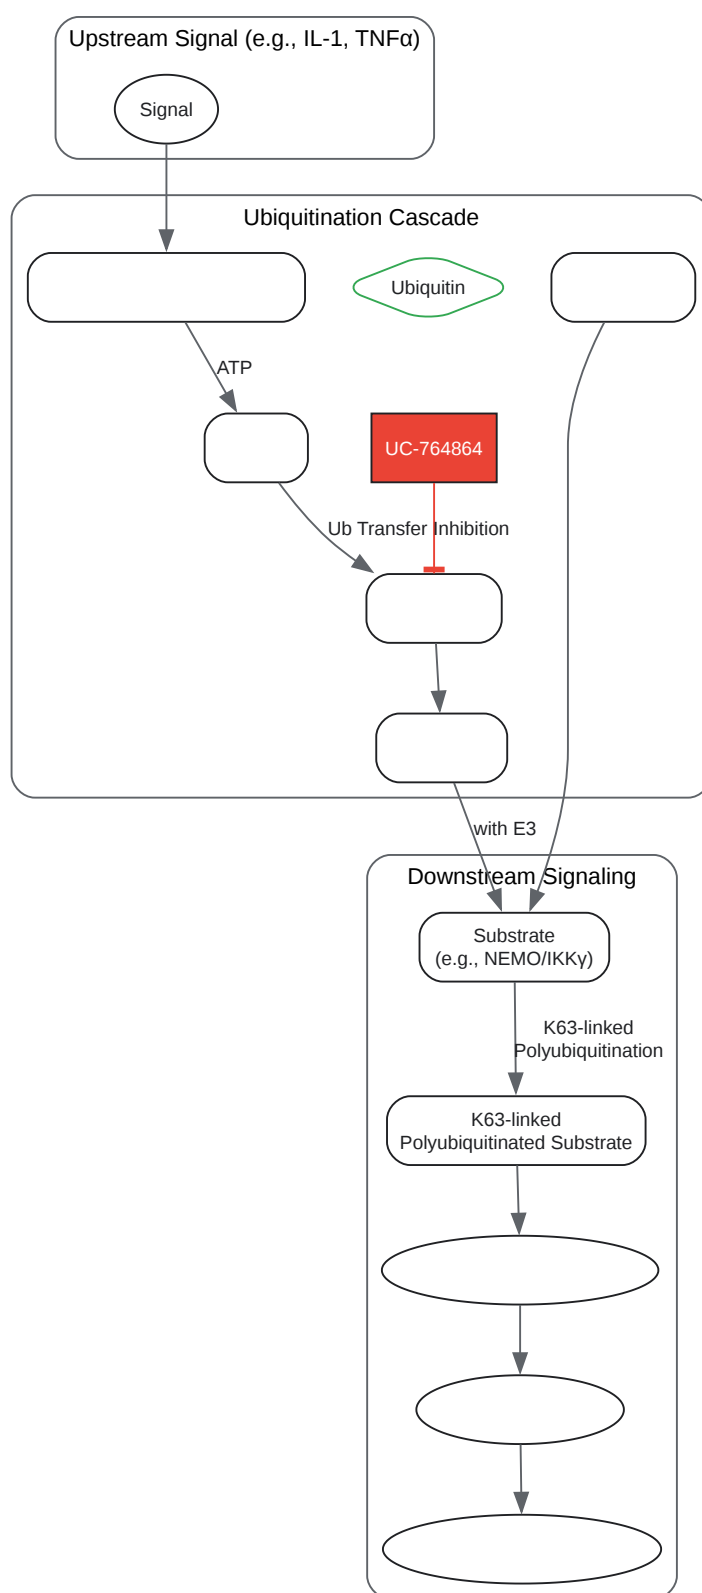 Upstream Signal (e.g., IL-1, TNFα)
Signal
Ubiquitination Cascade
Ubiquitin
ATP
UC-764864
Ub Transfer Inhibition
with E3
Downstream Signaling
Substrate
(e.g., NEMO/IKKγ)
K63-linked
Polyubiquitination
K63-linked
Polyubiquitinated Substrate